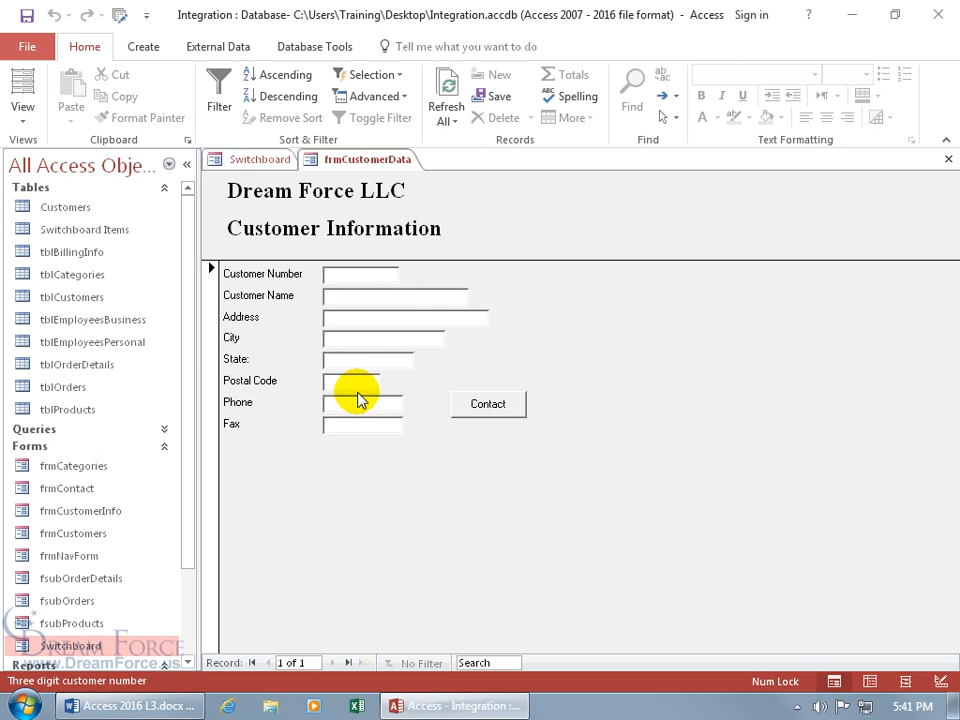 Integration : Database- C:\Users\Training\Desktop\Integration.accdb (Access 2007 - 2016 file format) - Access
Sign in
?
File
Home
Create
External Data
Database Tools
Tell me what you want to do
View
Views
Paste
Cut
Copy
Format Painter
Clipboard
Filter
Ascending
Descending
Remove Sort
Selection
Advanced
Toggle Filter
Sort & Filter
Refresh
All
New
Save
Delete
Totals
Spelling
More
Records
Find
Find
B I U
A
Text Formatting
All Access Obje...
Tables
Customers
Switchboard Items
tblBillingInfo
tblCategories
tblCustomers
tblEmployeesBusiness
tblEmployeesPersonal
tblOrderDetails
tblOrders
tblProducts
Queries
Forms
frmCategories
frmContact
frmCustomerInfo
frmCustomers
frmNavForm
fsubOrderDetails
fsubOrders
fsubProducts
Switchboard
Reports
DREAM FORCE
www.DreamForce.us
Switchboard
frmCustomerData
Dream Force LLC
Customer Information
Customer Number
Customer Name
Address
City
State:
Postal Code
Phone
Fax
Contact
Record:
1 of 1
No Filter
Search
Three digit customer number
Num Lock
Access 2016 L3.docx ...
Access - Integration :...
5:41 PM